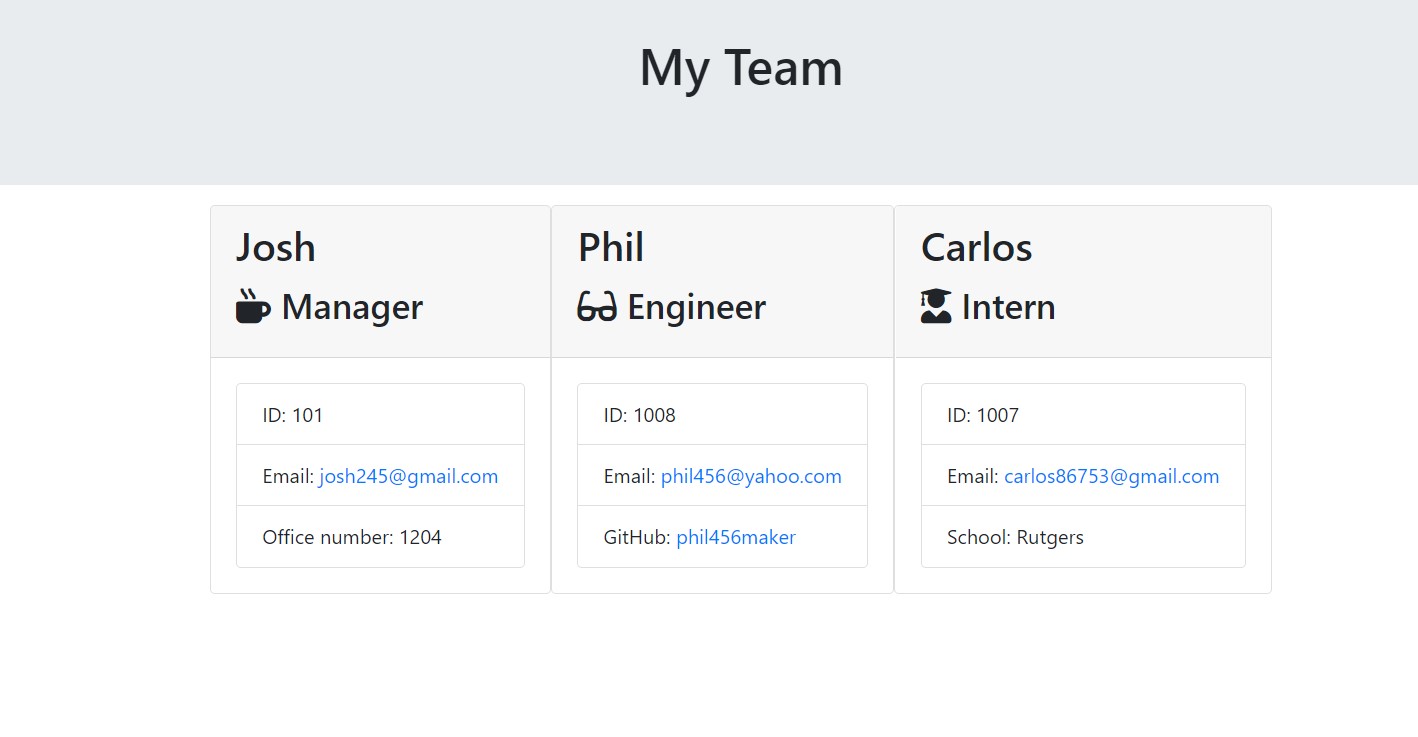 My Team
Josh
Manager
ID: 101
Email: josh245@gmail.com
Office number: 1204
Phil
Engineer
ID: 1008
Email: phil456@yahoo.com
GitHub: phil456maker
Carlos
Intern
ID: 1007
Email: carlos86753@gmail.com
School: Rutgers